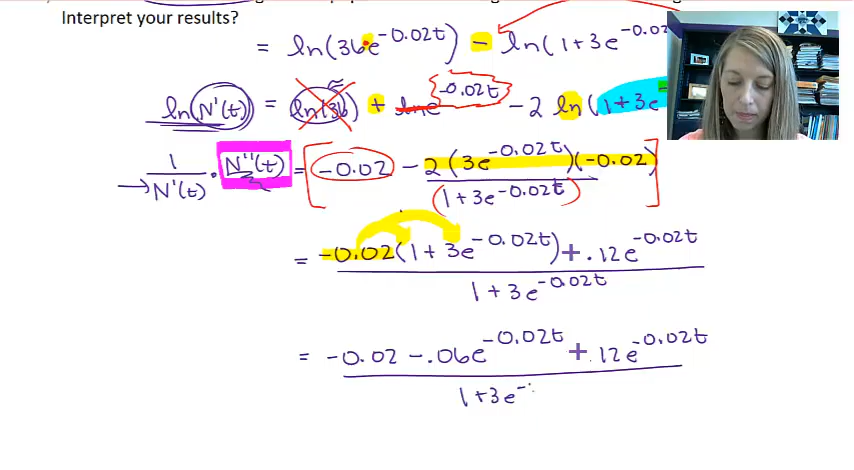 Interpret your results?
= ln(36e^-0.02t) - ln(1+3e^-0.02
ln(N'(t)) = ln(36) + ln e^-0.02t - 2 ln(1+3e^-
1/N'(t) · N''(t) = [-0.02 - 2(3e^-0.02t)(-0.02)/(1+3e^-0.02t)]
= -0.02(1+3e^-0.02t)+.12e^-0.02t/1+3e^-0.02t
= -0.02-.06e^-0.02t+.12e^-0.02t/1+3e^-